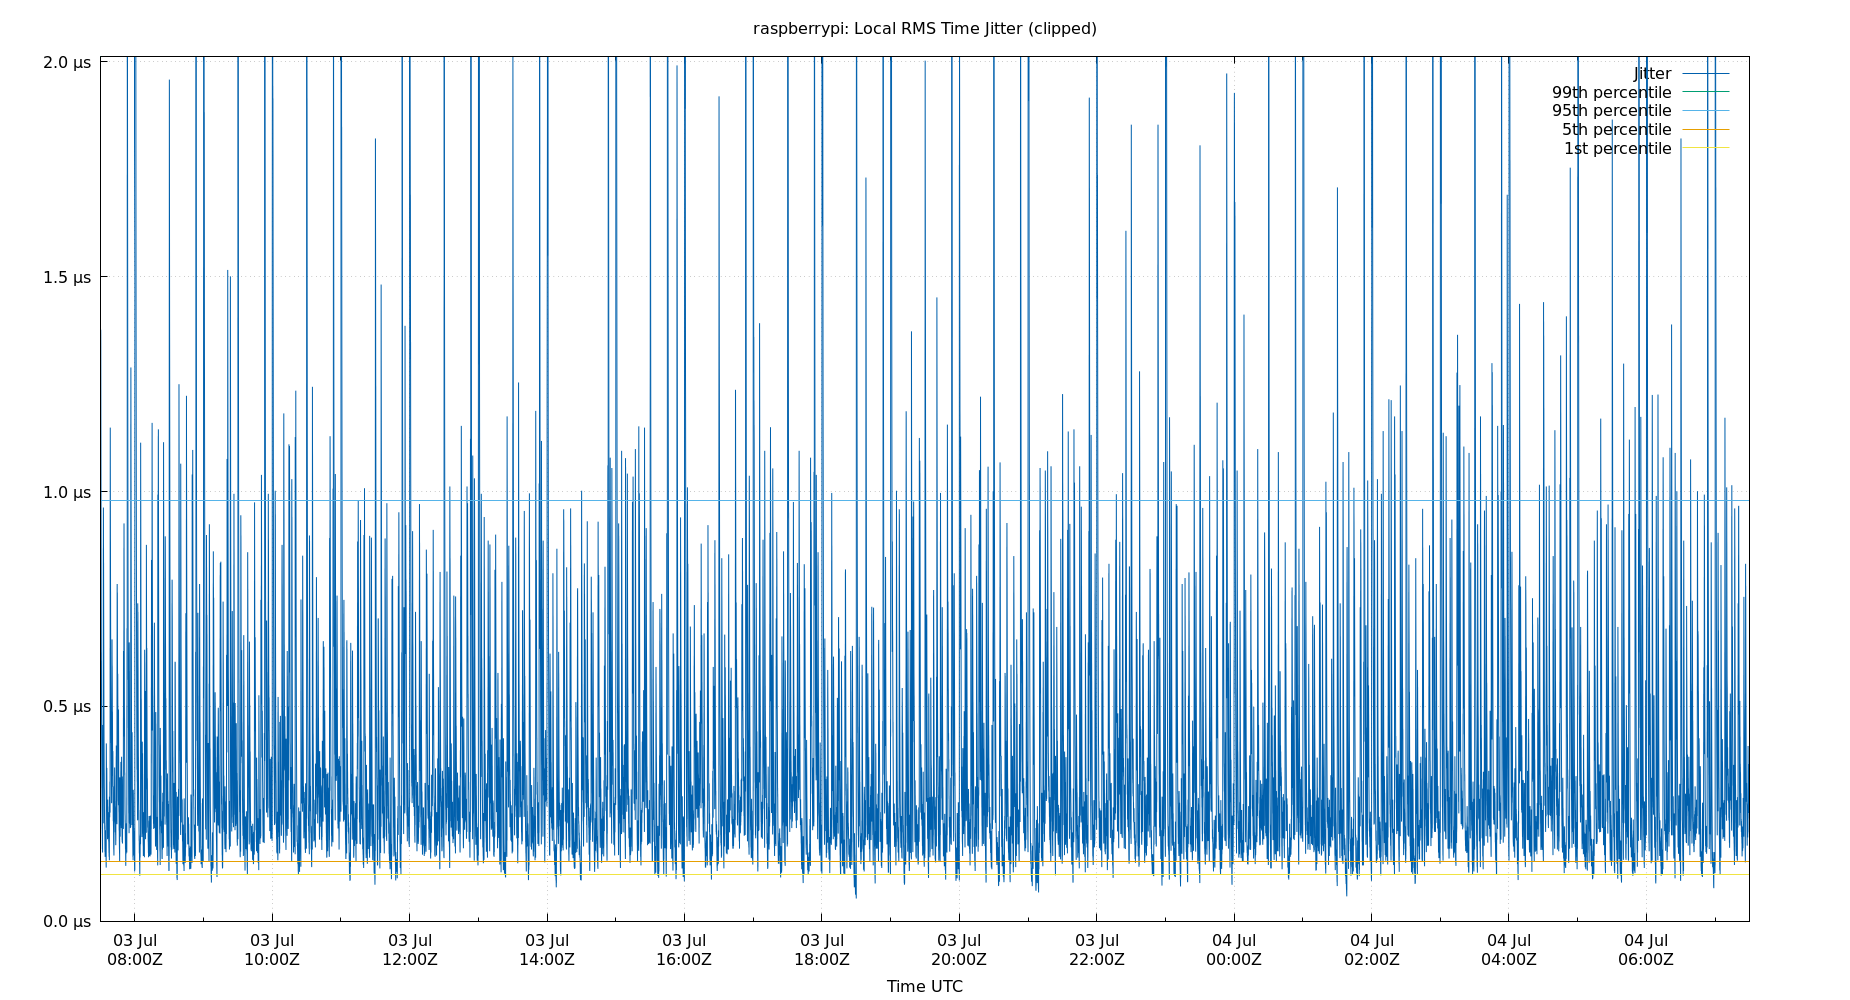 raspberrypi: Local RMS Time Jitter (clipped)
2.0 µs
1.5 µs
1.0 µs
0.5 µs
0.0 µs
Jitter
99th percentile
95th percentile
5th percentile
1st percentile
03 Jul 03 Jul 03 Jul 03 Jul 03 Jul 03 Jul 03 Jul 03 Jul 04 Jul 04 Jul 04 Jul 04 Jul
08:00Z 10:00Z 12:00Z 14:00Z 16:00Z 18:00Z 20:00Z 22:00Z 00:00Z 02:00Z 04:00Z 06:00Z
Time UTC